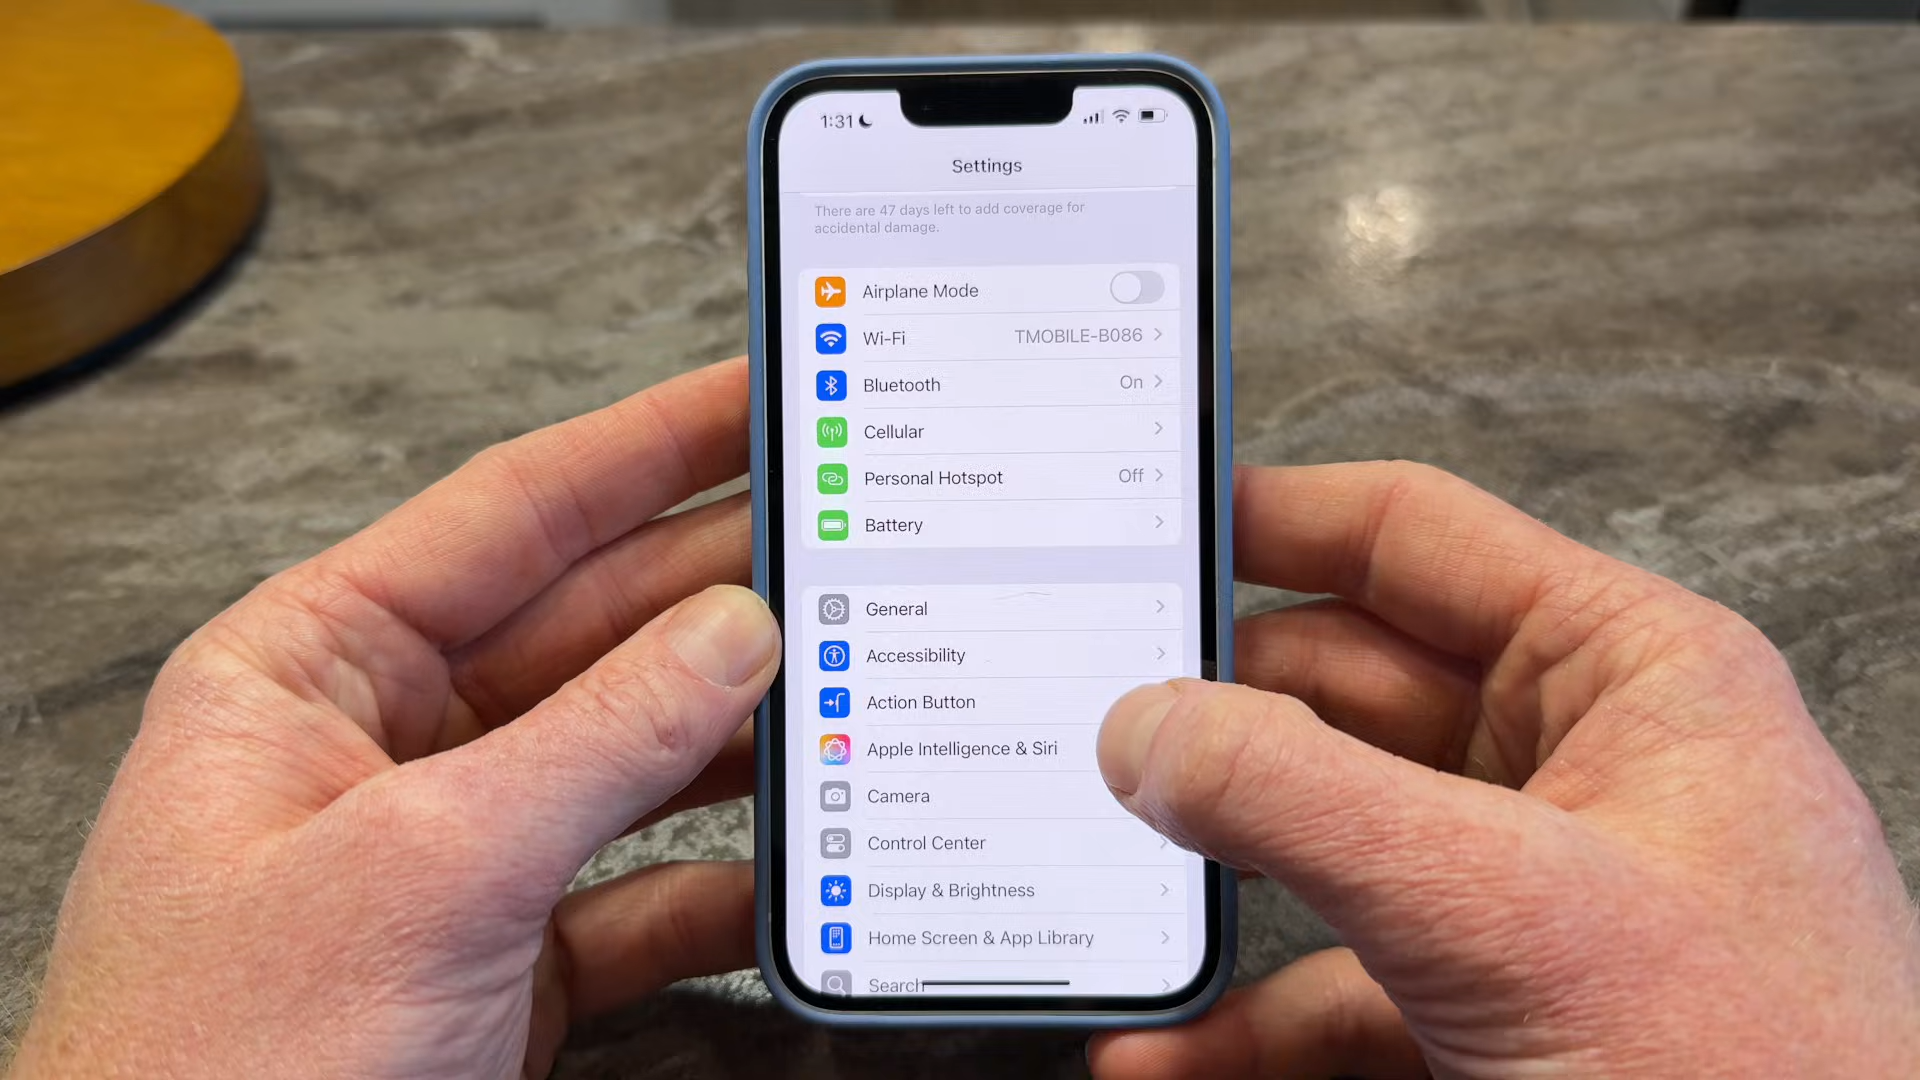 1:31
Settings
There are 47 days left to add coverage for
accidental damage.
Airplane Mode
Wi-Fi TMOBILE-B086
Bluetooth On
Cellular
Personal Hotspot Off
Battery
General
Accessibility
Action Button
Apple Intelligence & Siri
Camera
Control Center
Display & Brightness
Home Screen & App Library
Search